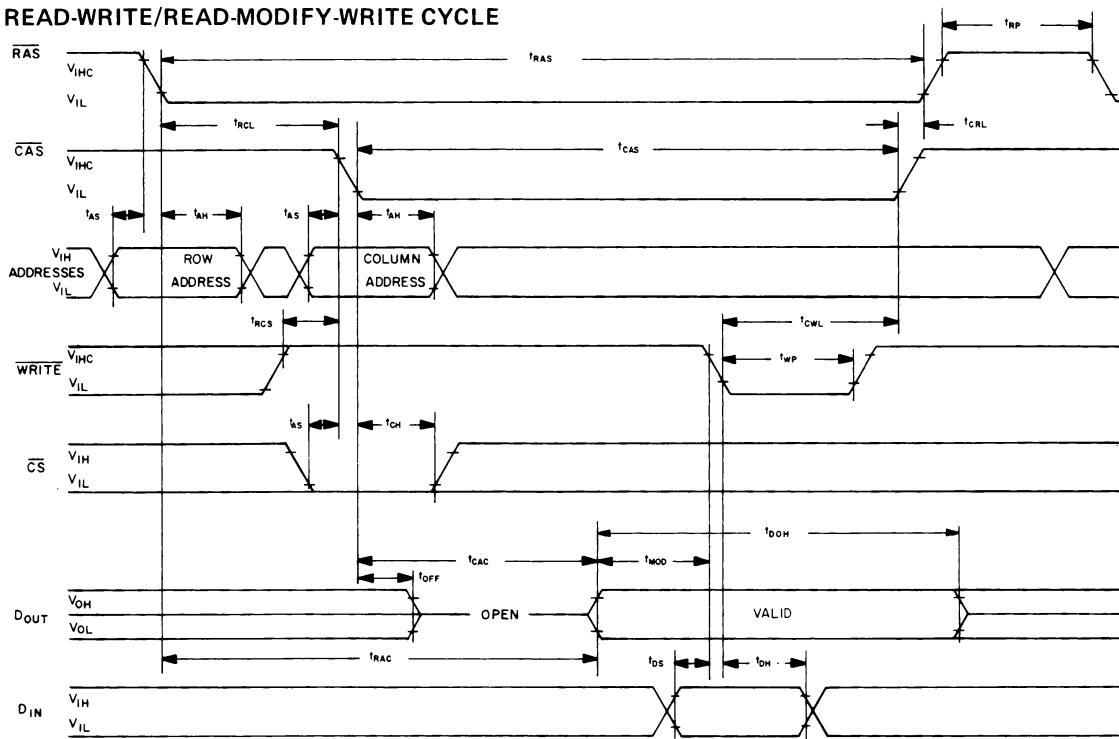 READ-WRITE/READ-MODIFY-WRITE CYCLE
tRP
RAS
VIHC
VIL
tRAS
tRCL
tCRL
CAS
VIHC
VIL
tCAS
tAS
tAH
tAS
tAH
ADDRESSES
VIH
VIL
ROW
ADDRESS
COLUMN
ADDRESS
tRCS
tCWL
WRITE
VIHC
VIL
tWP
tAS
tCH
CS
VIH
VIL
tDOH
tCAC
tMOD
tOFF
DOUT
VOH
VOL
OPEN
VALID
tRAC
tDS
tDH
DIN
VIH
VIL